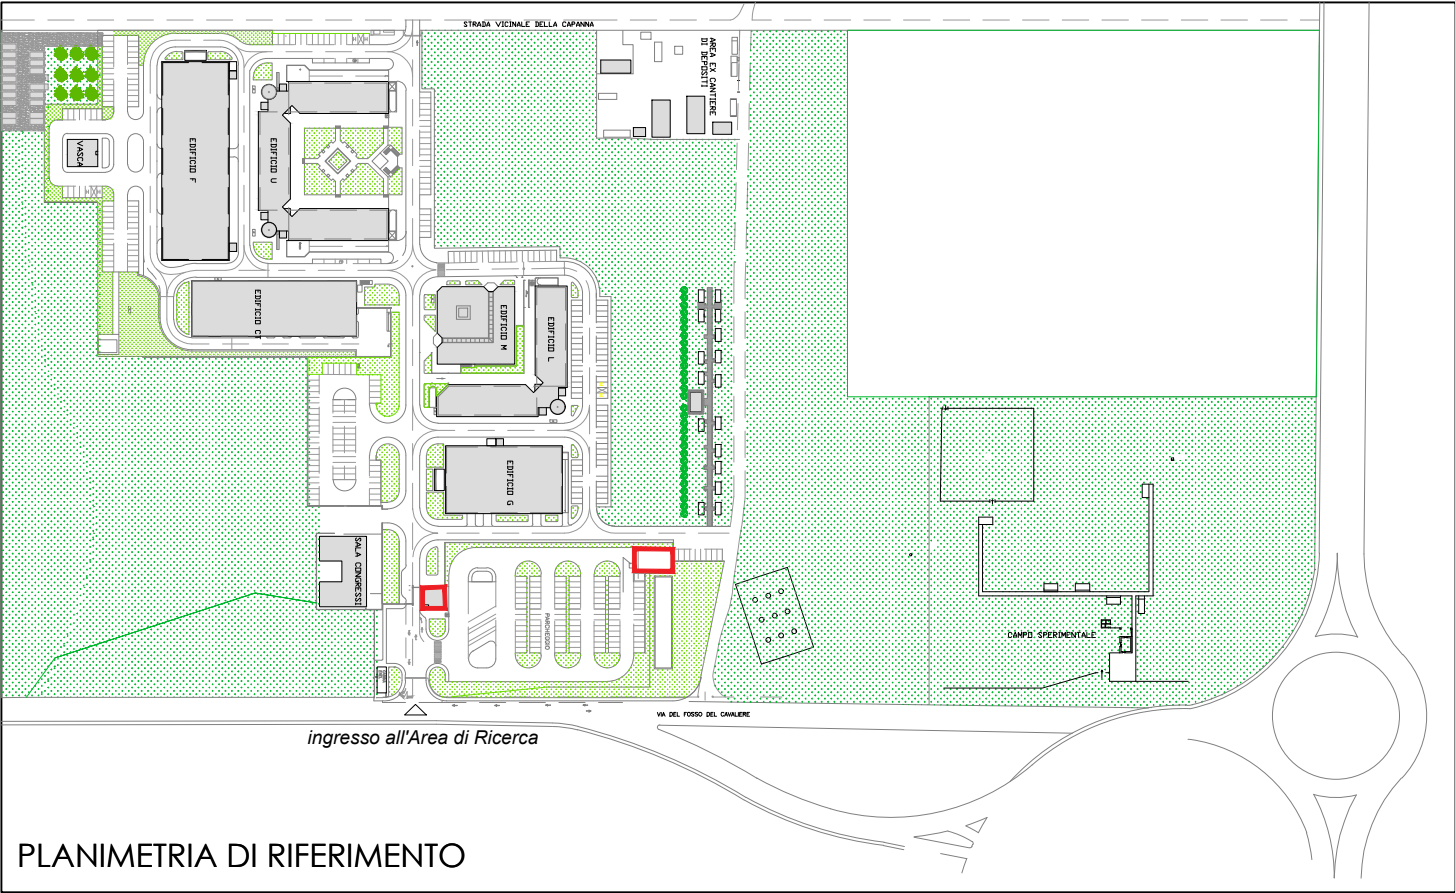 STRADA VICINALE DELLA CAPANNA
AREA EX CANTIERE
DI DEPOSITI
VASCA
EDIFICIO F
EDIFICIO U
EDIFICIO CT
EDIFICIO M
EDIFICIO L
EDIFICIO G
SALA CONGRESSI
PARCHEGGIO
CAMPO SPERIMENTALE
VIA DEL FOSSO DEL CAVALIERE
ingresso all'Area di Ricerca
PLANIMETRIA DI RIFERIMENTO